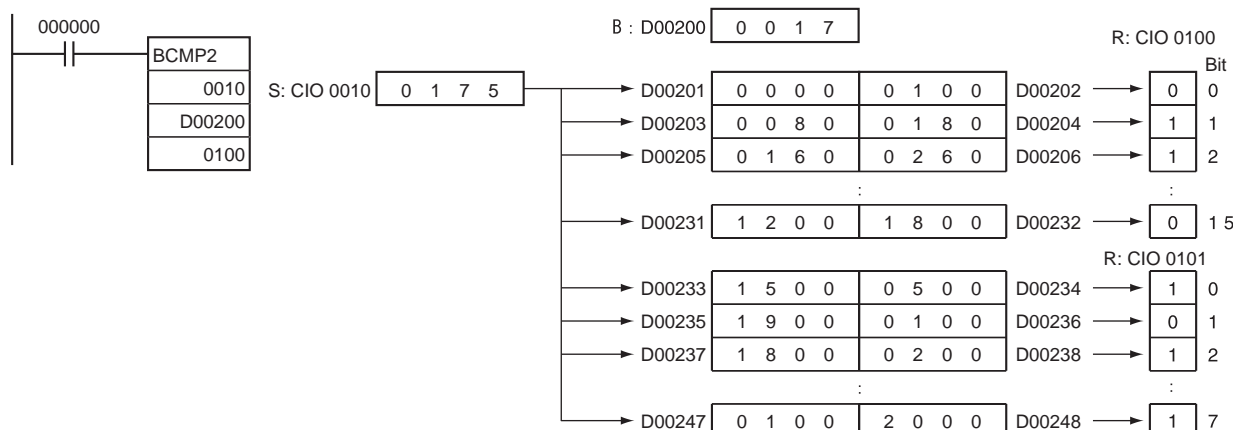 000000
BCMP2
0010
D00200
0100
S: CIO 0010 0 1 7 5
B : D00200 0 0 1 7
R: CIO 0100
Bit
D00201 0 0 0 0 0 1 0 0 D00202 0 0
D00203 0 0 8 0 0 1 8 0 D00204 1 1
D00205 0 1 6 0 0 2 6 0 D00206 1 2
: :
D00231 1 2 0 0 1 8 0 0 D00232 0 1 5
R: CIO 0101
D00233 1 5 0 0 0 5 0 0 D00234 1 0
D00235 1 9 0 0 0 1 0 0 D00236 0 1
D00237 1 8 0 0 0 2 0 0 D00238 1 2
: :
D00247 0 1 0 0 2 0 0 0 D00248 1 7